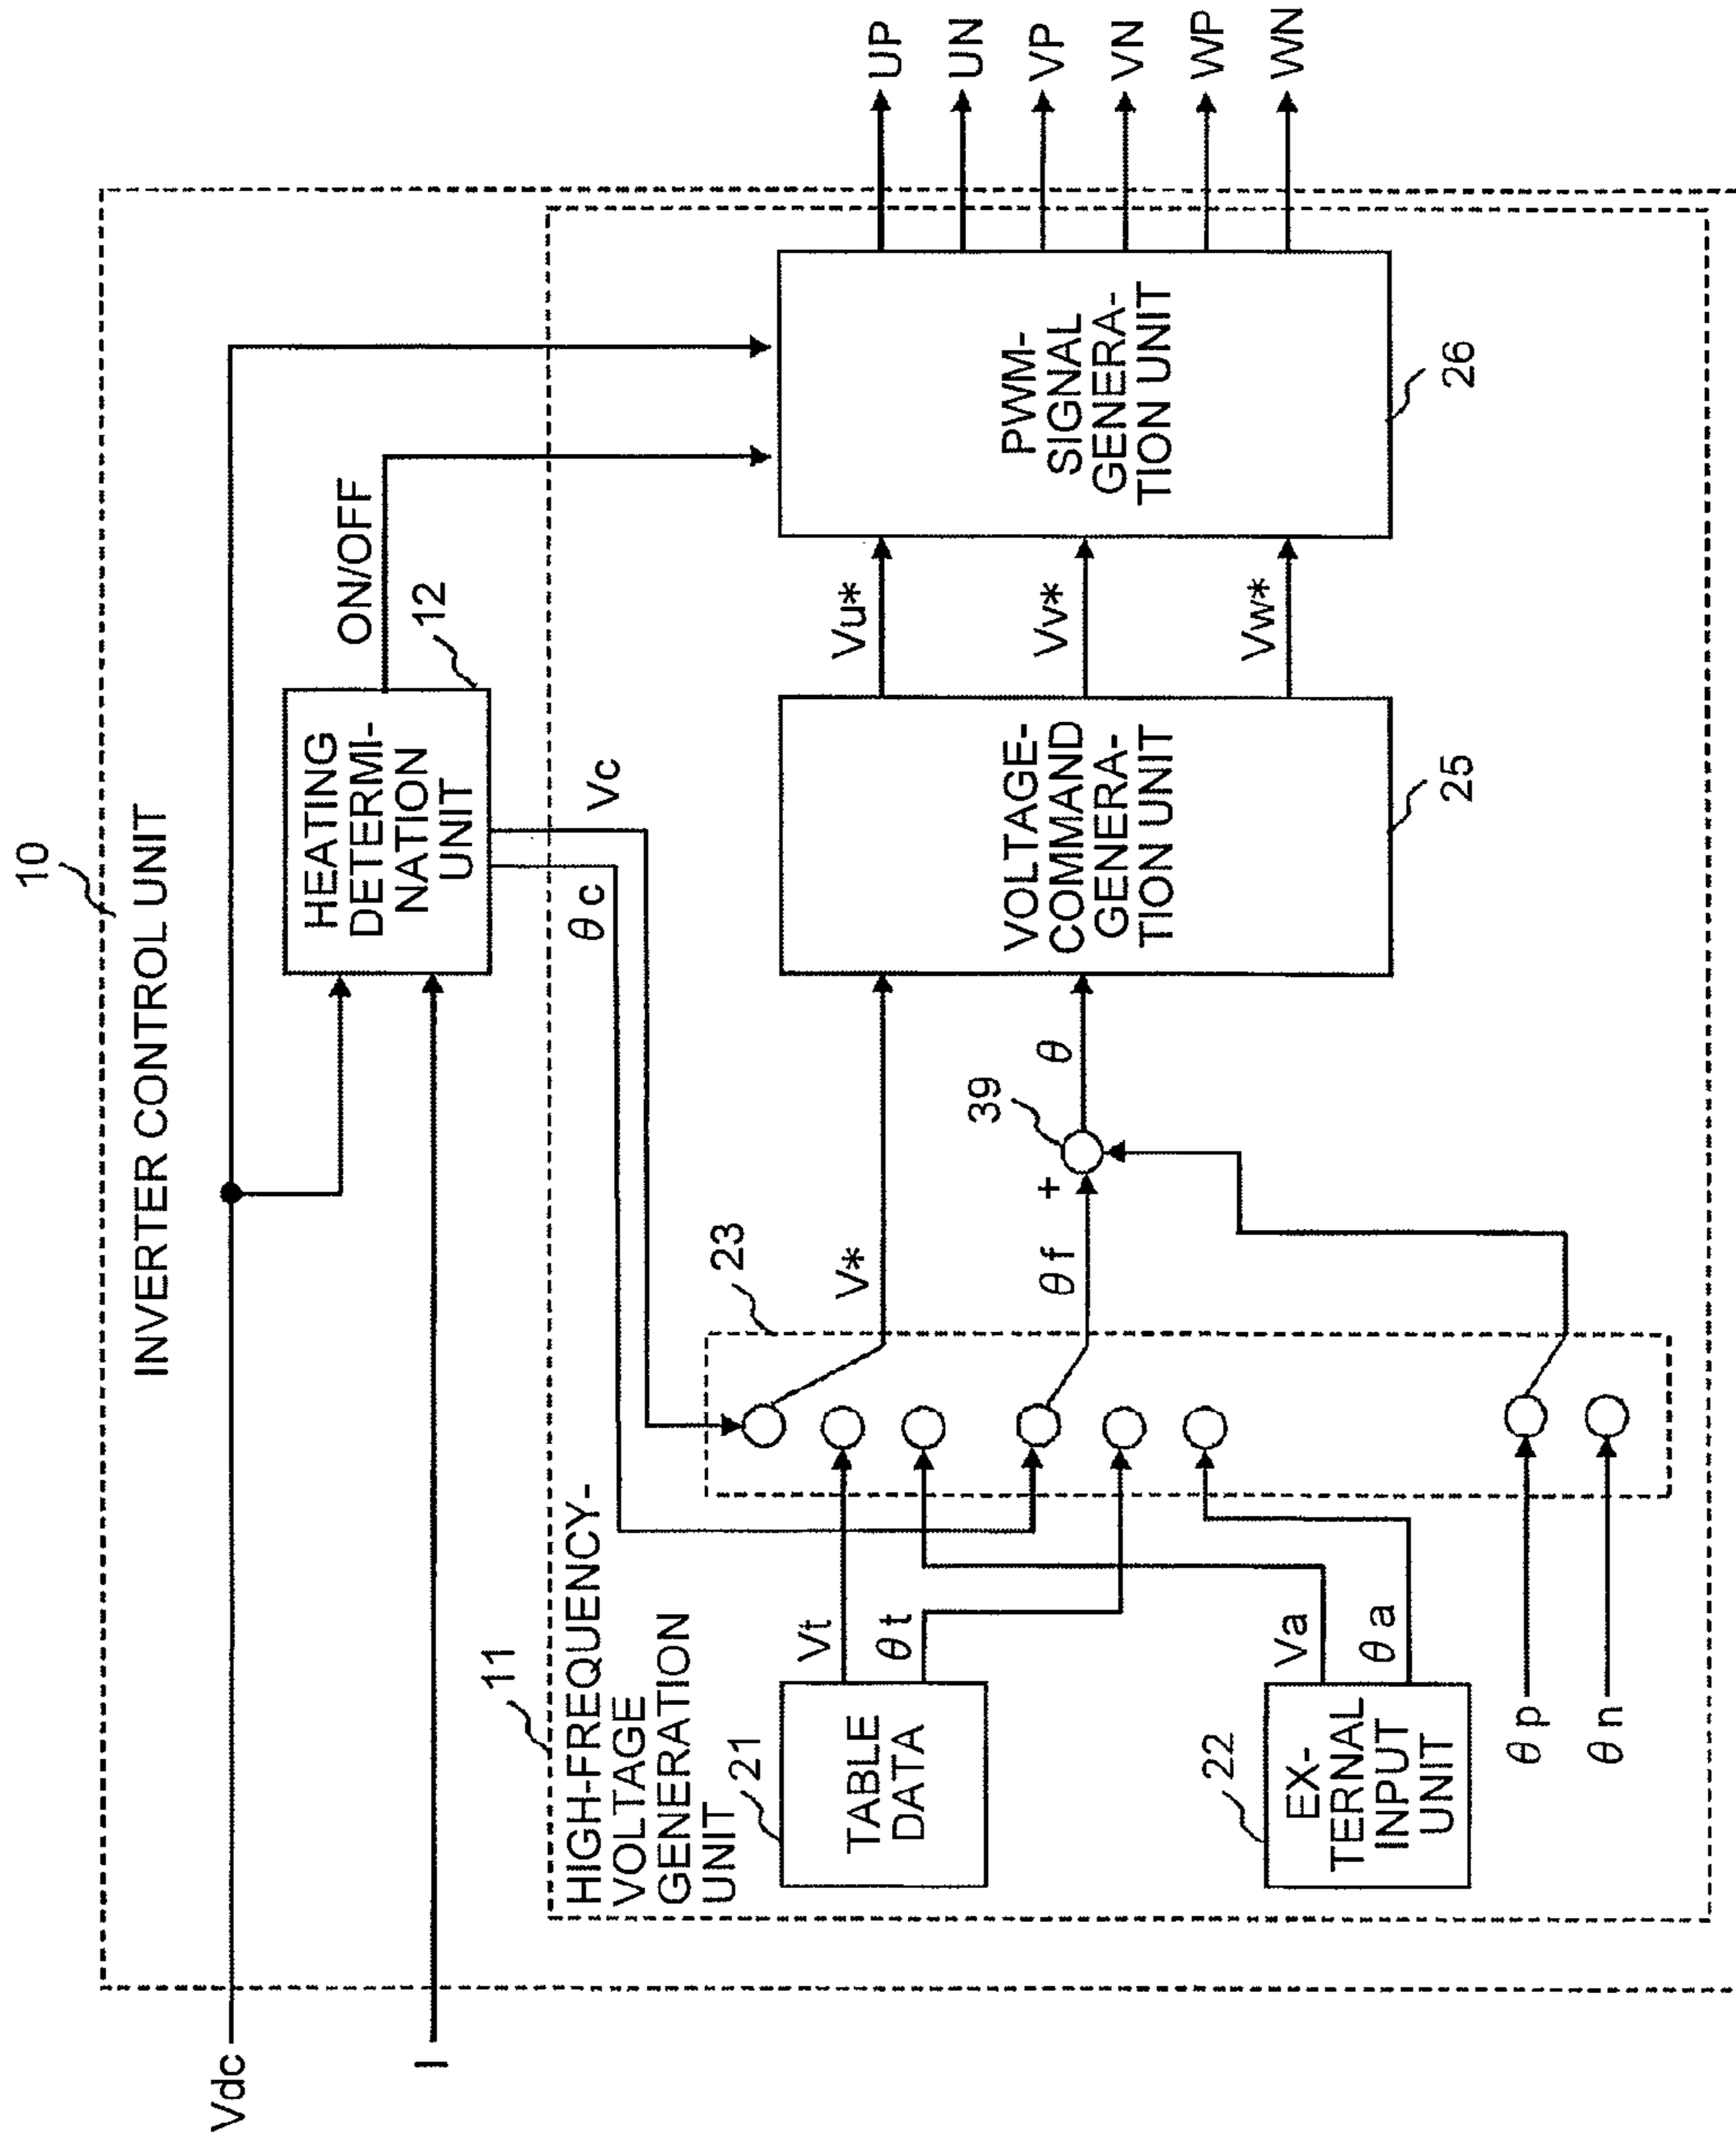 10
INVERTER CONTROL UNIT
Vdc
I
HEATING
DETERMI-
NATION
UNIT
12
ON/OFF
θc
Vc
11
HIGH-FREQUENCY-
VOLTAGE
GENERATION
UNIT
21
TABLE
DATA
Vt
θt
22
EX-
TERNAL
INPUT
UNIT
Va
θa
θp
θn
23
V*
θf
+
39
θ
VOLTAGE-
COMMAND
GENERA-
TION UNIT
25
Vu*
Vv*
Vw*
PWM-
SIGNAL
GENERA-
TION UNIT
26
UP
UN
VP
VN
WP
WN